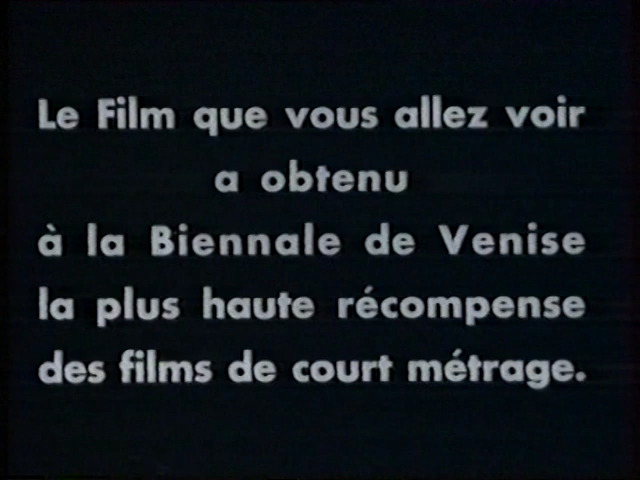 Le Film que vous allez voir
a obtenu
à la Biennale de Venise
la plus haute récompense
des films de court métrage.